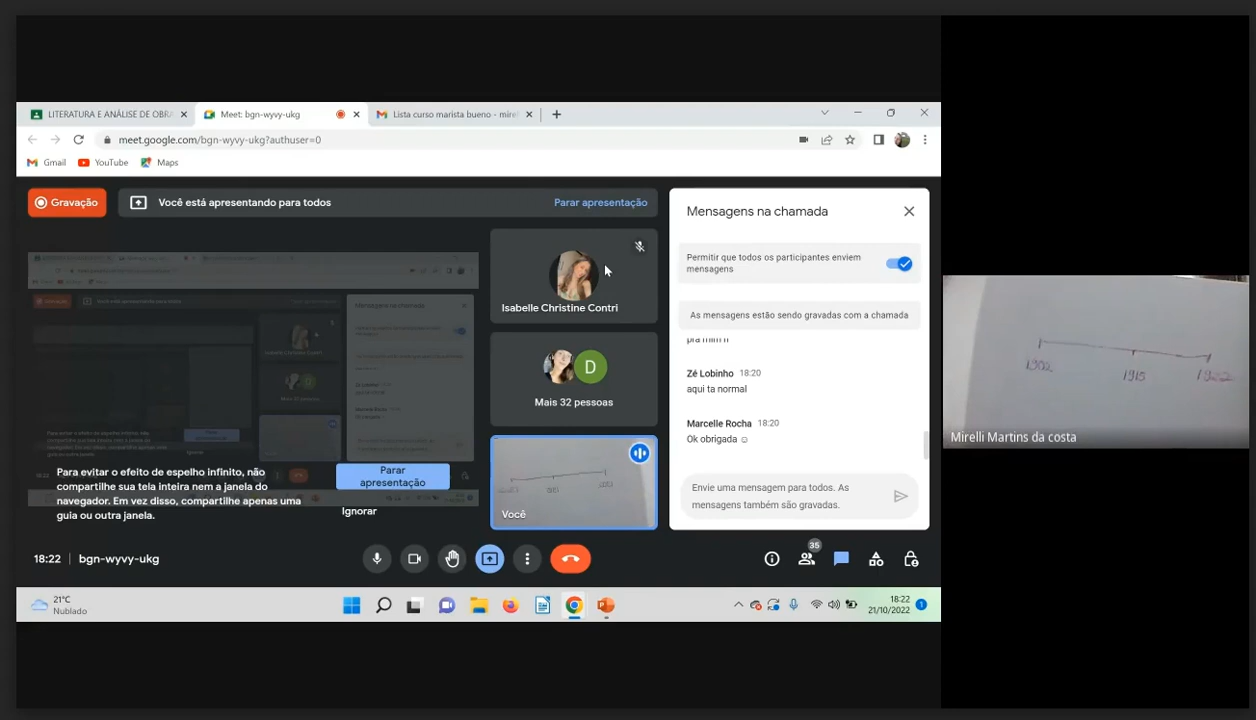 LITERATURA E ANÁLISE DE OBRA
Meet: bgn-wyvy-ukg
Lista curso marista bueno - mire
meet.google.com/bgn-wyvy-ukg?authuser=0
Gmail
YouTube
Maps
Gravação
Você está apresentando para todos
Parar apresentação
Mensagens na chamada
Permitir que todos os participantes enviem
mensagens
As mensagens estão sendo gravadas com a chamada
Zé Lobinho 18:20
aqui ta normal
Marcelle Rocha 18:20
Ok obrigada ☺
Envie uma mensagem para todos. As
mensagens também são gravadas.
Isabelle Christine Contri
D
Mais 32 pessoas
Você
Para evitar o efeito de espelho infinito, não
compartilhe sua tela inteira nem a janela do
navegador. Em vez disso, compartilhe apenas uma
guia ou outra janela.
Parar
apresentação
Ignorar
18:22
bgn-wyvy-ukg
35
21°C
Nublado
18:22
21/10/2022
1
1902
1915
1922
Mirelli Martins da costa